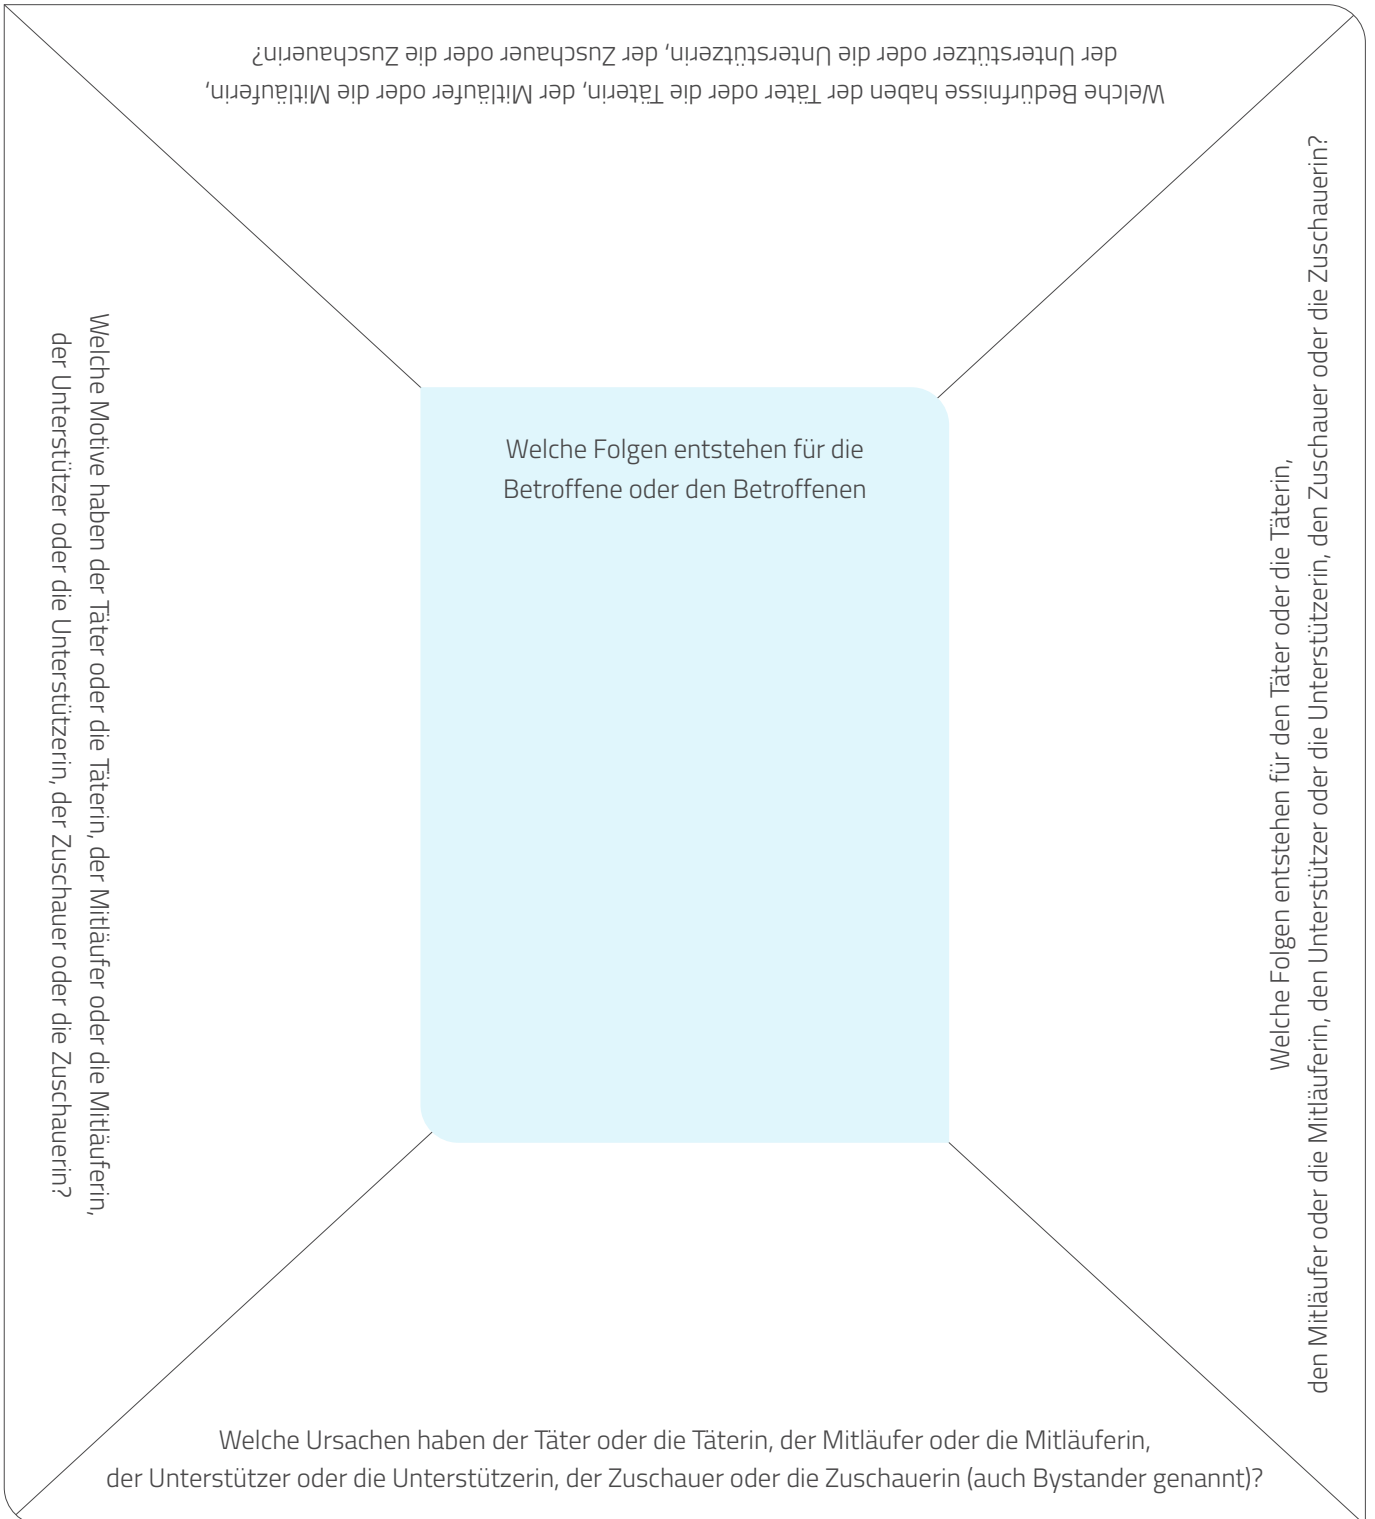 Welche Bedürfnisse haben der Täter oder die Täterin, der Mitläufer oder die Mitläuferin,
der Unterstützer oder die Unterstützerin, der Zuschauer oder die Zuschauerin?
Welche Motive haben der Täter oder die Täterin, der Mitläufer oder die Mitläuferin,
der Unterstützer oder die Unterstützerin, der Zuschauer oder die Zuschauerin?
Welche Folgen entstehen für die
Betroffene oder den Betroffenen
Welche Folgen entstehen für den Täter oder die Täterin,
den Mitläufer oder die Mitläuferin, den Unterstützer oder die Unterstützerin, den Zuschauer oder die Zuschauerin?
Welche Ursachen haben der Täter oder die Täterin, der Mitläufer oder die Mitläuferin,
der Unterstützer oder die Unterstützerin, der Zuschauer oder die Zuschauerin (auch Bystander genannt)?